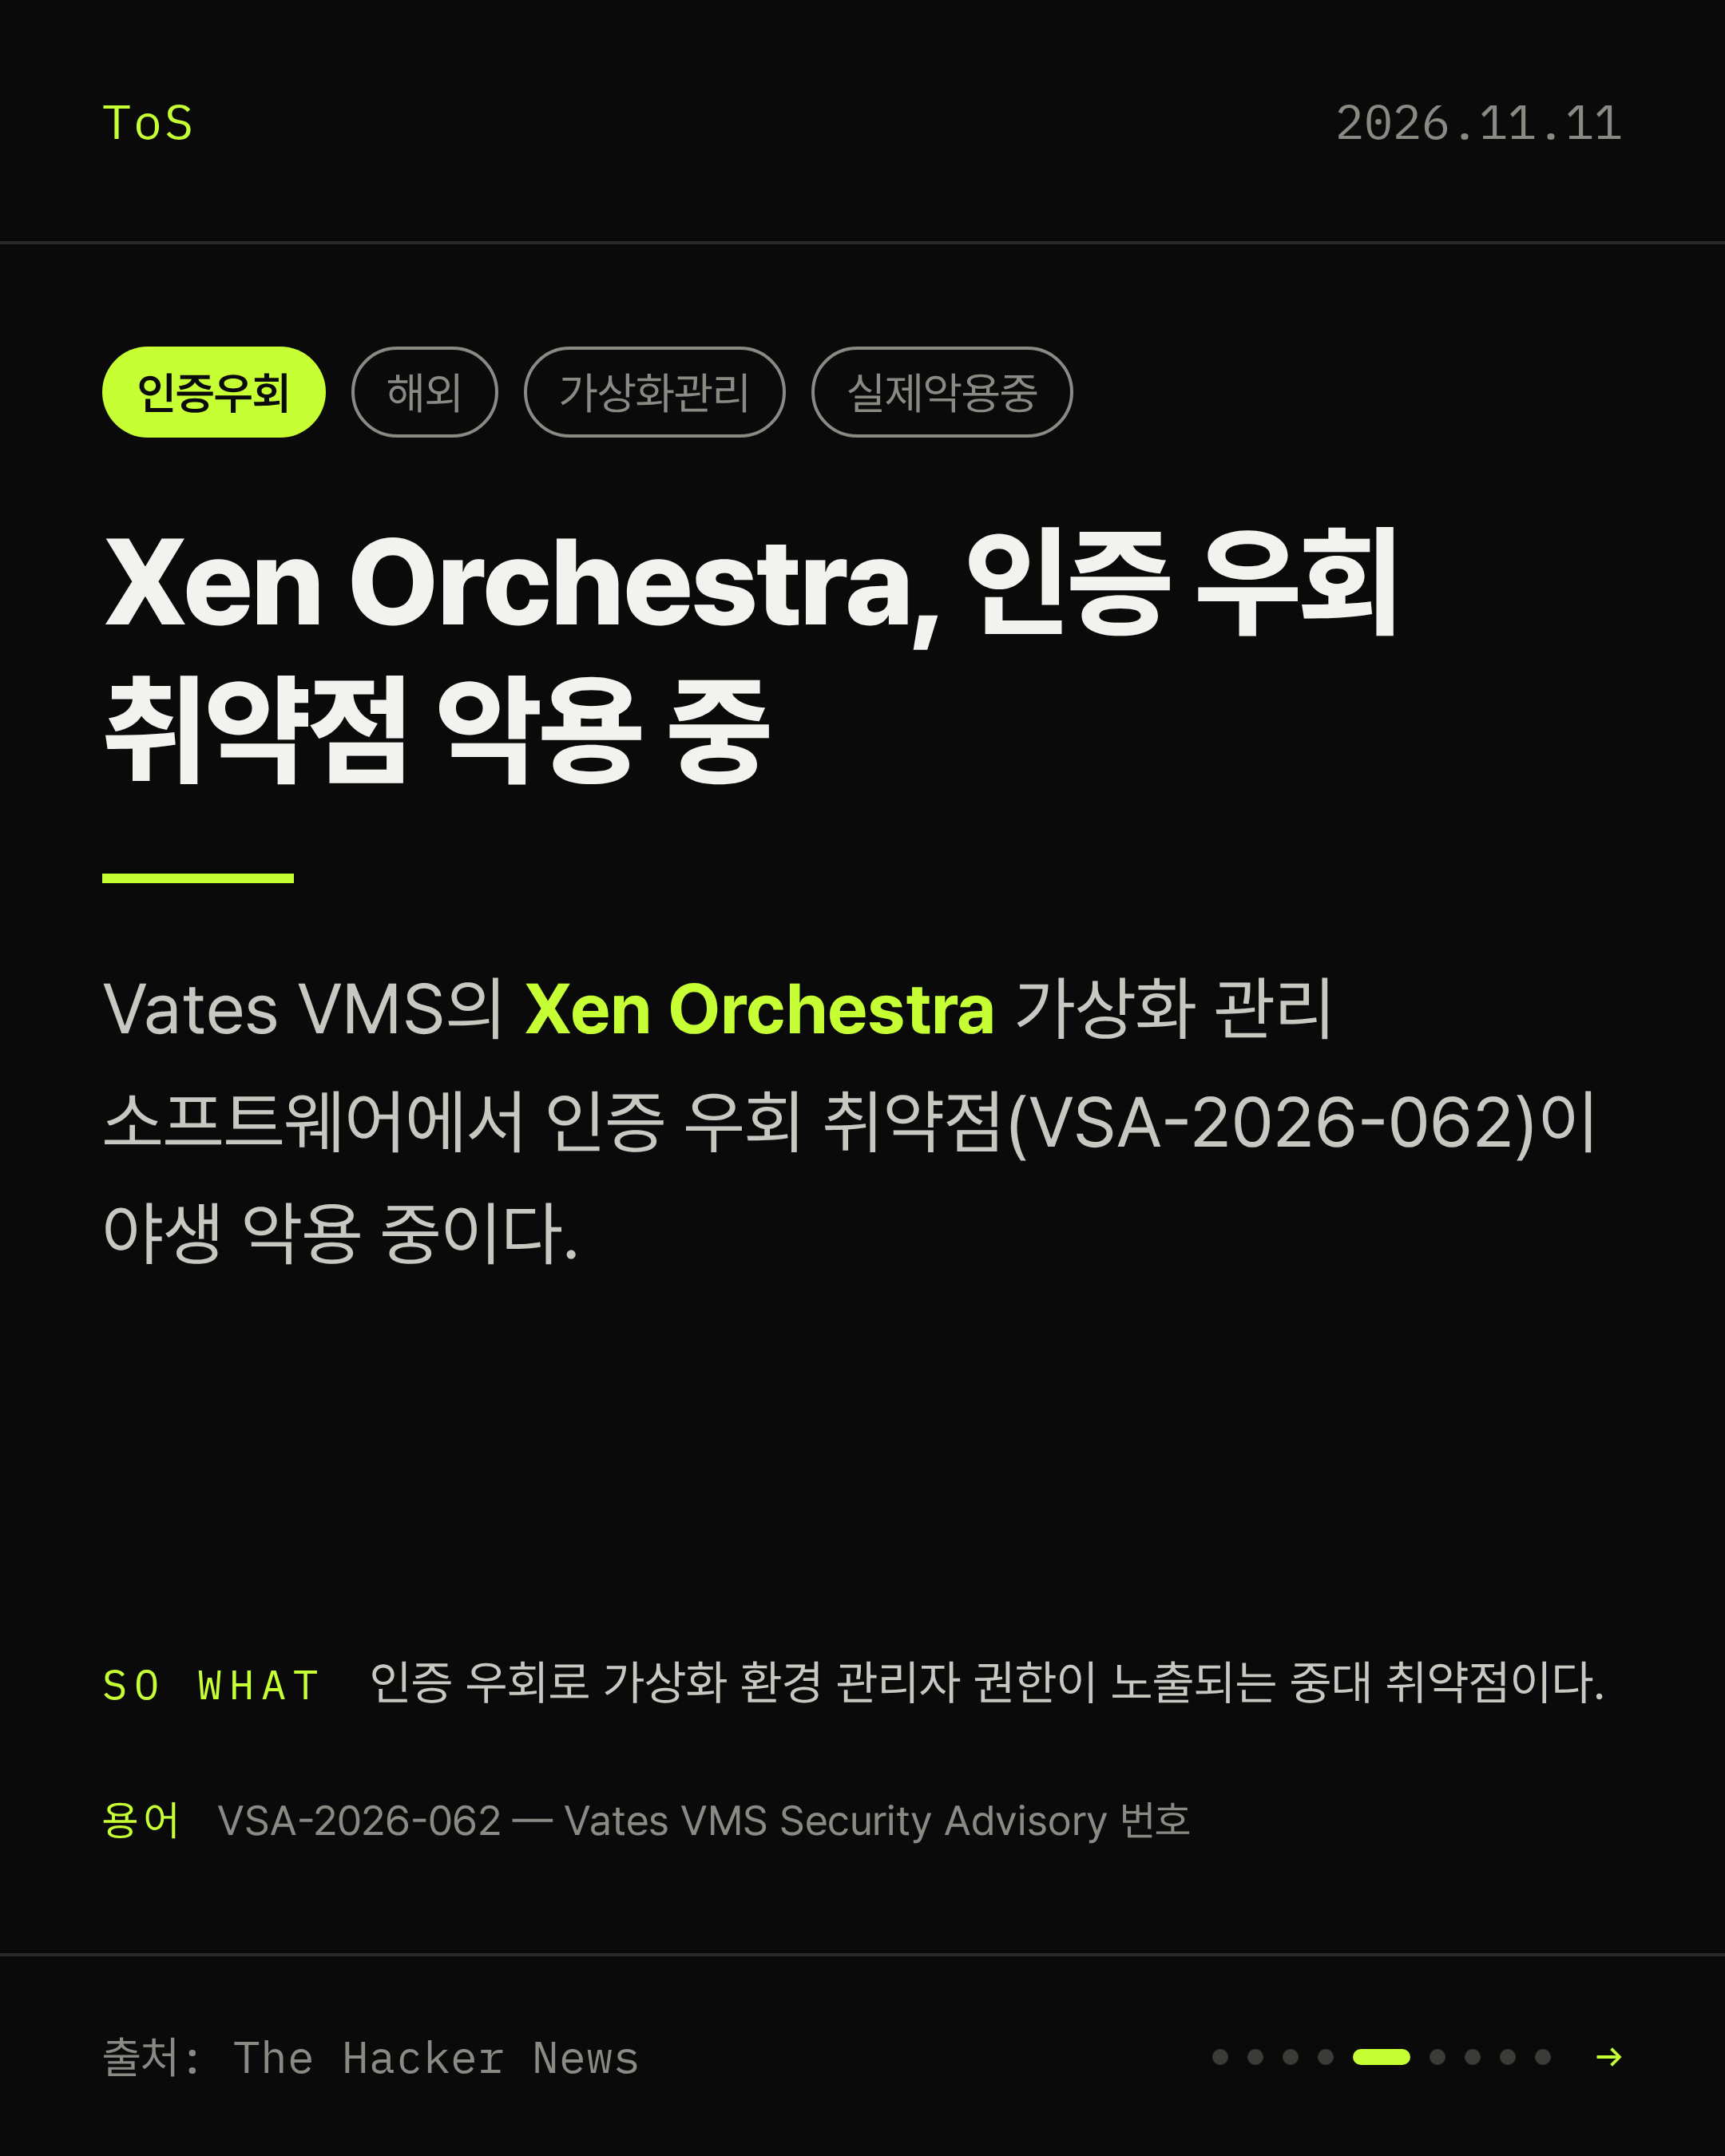 ToS
2026.11.11
인증우회 해외 가상화관리 실제악용중
Xen Orchestra, 인증 우회
취약점 악용 중
Vates VMS의 Xen Orchestra 가상화 관리
소프트웨어에서 인증 우회 취약점(VSA-2026-062)이
야생 악용 중이다.
SO WHAT 인증 우회로 가상화 환경 관리자 권한이 노출되는 중대 취약점이다.
용어 VSA-2026-062 — Vates VMS Security Advisory 번호
출처: The Hacker News →